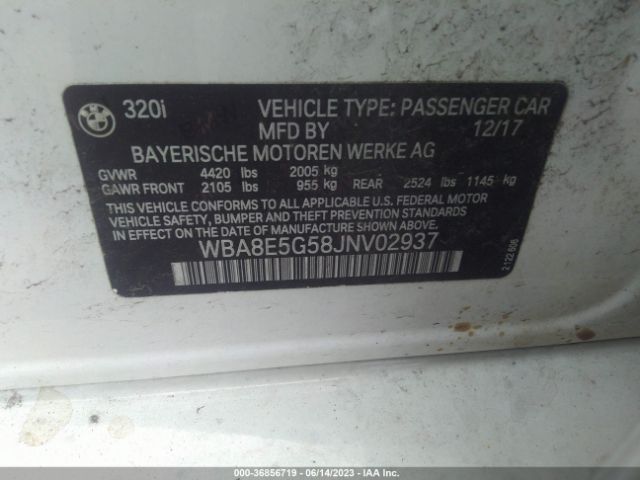 BMW
320i VEHICLE TYPE: PASSENGER CAR
MFD BY 12/17
BAYERISCHE MOTOREN WERKE AG
GVWR 4420 lbs 2005 kg
GAWR FRONT 2105 lbs 955 kg REAR 2524 lbs 1145 kg
THIS VEHICLE CONFORMS TO ALL APPLICABLE U.S. FEDERAL MOTOR
VEHICLE SAFETY, BUMPER AND THEFT PREVENTION STANDARDS
IN EFFECT ON THE DATE OF MANUFACTURE SHOWN ABOVE.
WBA8E5G58JNV02937
2122606
000-36856719 - 06/14/2023 - IAA Inc.